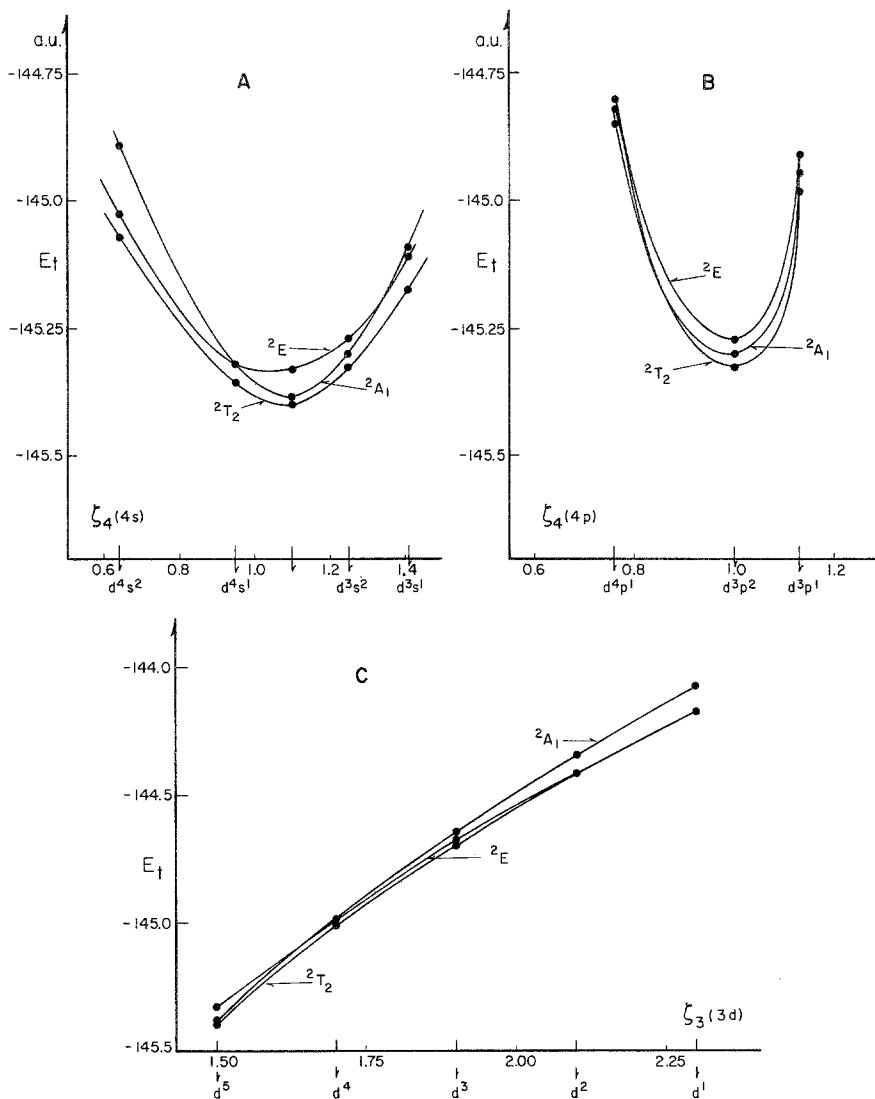 a.u.
-144.75
A
-145.0
Eₜ
-145.25
²E
²A₁
²T₂
-145.5
ζ₄(4s)
0.6 0.8 1.0 1.2 1.4
d⁴s² d⁴s¹ d³s² d³s¹
a.u.
-144.75
B
-145.0
Eₜ
²E
-145.25
²A₁
²T₂
-145.5
ζ₄(4p)
0.6 0.8 1.0 1.2
d⁴p¹ d³p² d³p¹
-144.0
C
²A₁
-144.5
Eₜ
²E
-145.0
²T₂
ζ₃(3d)
-145.5
1.50 1.75 2.00 2.25
d⁵ d⁴ d³ d² d¹